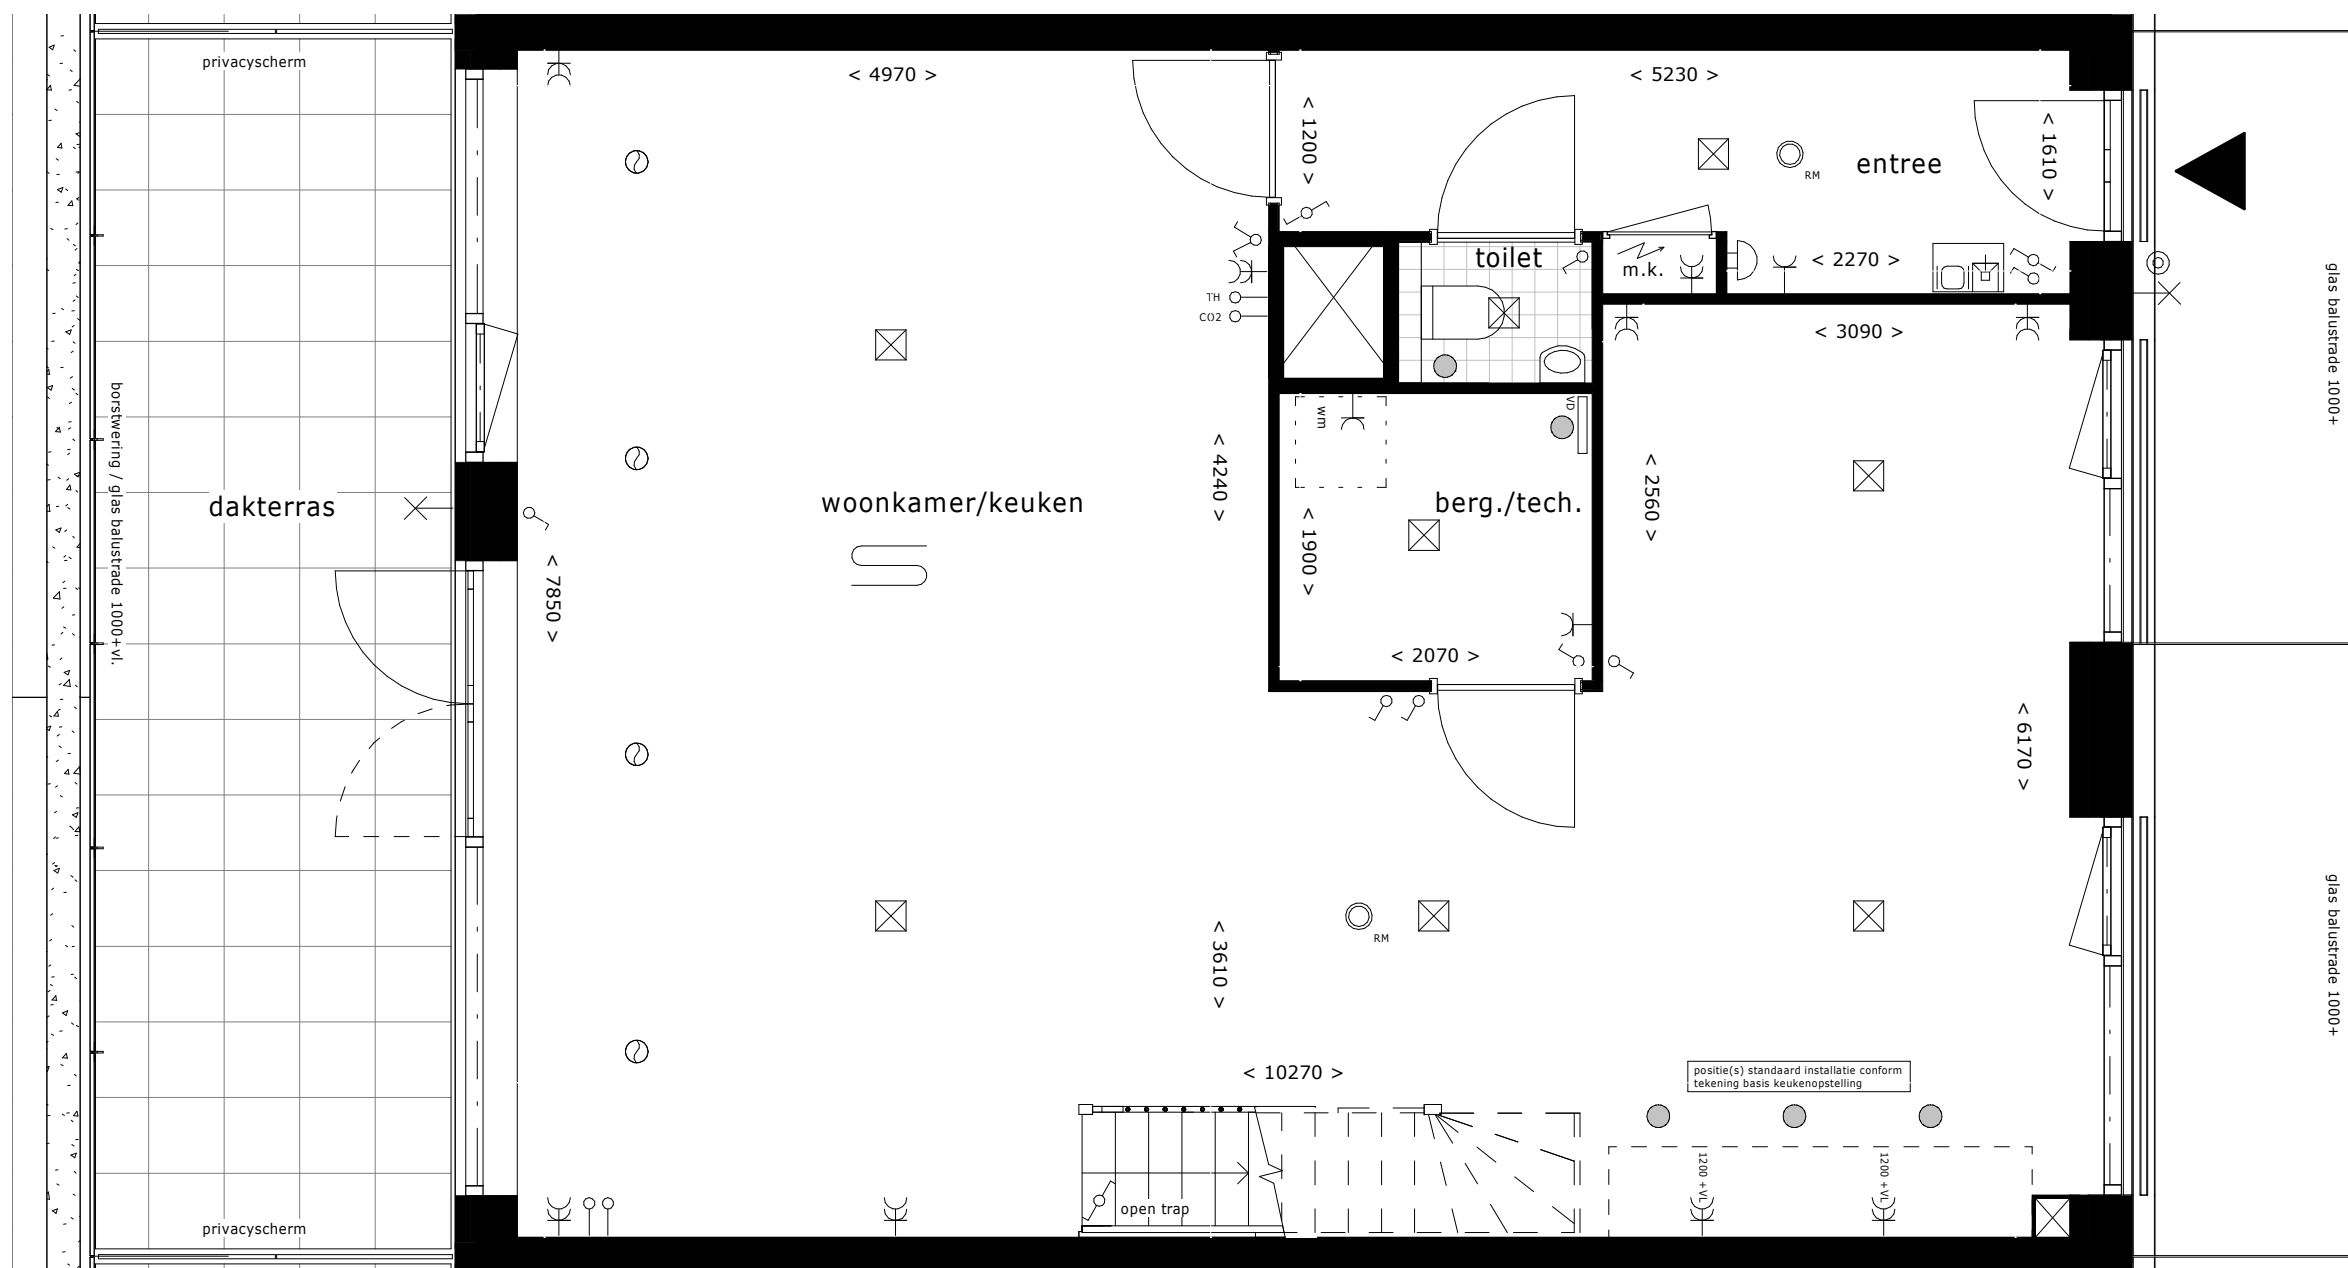 privacyscherm
< 4970 >
< 5230 >
< 1200 >
< 1610 >
entree
RM
toilet
m.k.
< 2270 >
TH
CO2
< 3090 >
glas balustrade 1000+
borstwering / glas balustrade 1000+vl.
wm
VD
dakterras
woonkamer/keuken
< 4240 >
berg./tech.
< 2560 >
< 1900 >
< 7850 >
< 2070 >
< 6170 >
RM
< 3610 >
glas balustrade 1000+
< 10270 >
positie(s) standaard installatie conform
tekening basis keukenopstelling
1200 +VL
1200 +VL
open trap
privacyscherm